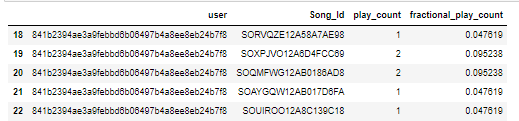 user Song_Id play_count fractional_play_count
18 841b2394ae3a9febbd6b06497b4a8ee8eb24b7f8 SORVQZE12A58A7AE98 1 0.047619
19 841b2394ae3a9febbd6b06497b4a8ee8eb24b7f8 SOXPJVO12A6D4FCC69 2 0.095238
20 841b2394ae3a9febbd6b06497b4a8ee8eb24b7f8 SOQMFWG12AB0186AD8 2 0.095238
21 841b2394ae3a9febbd6b06497b4a8ee8eb24b7f8 SOAYGQW12AB017D6FA 1 0.047619
22 841b2394ae3a9febbd6b06497b4a8ee8eb24b7f8 SOUIROO12A8C139C18 1 0.047619